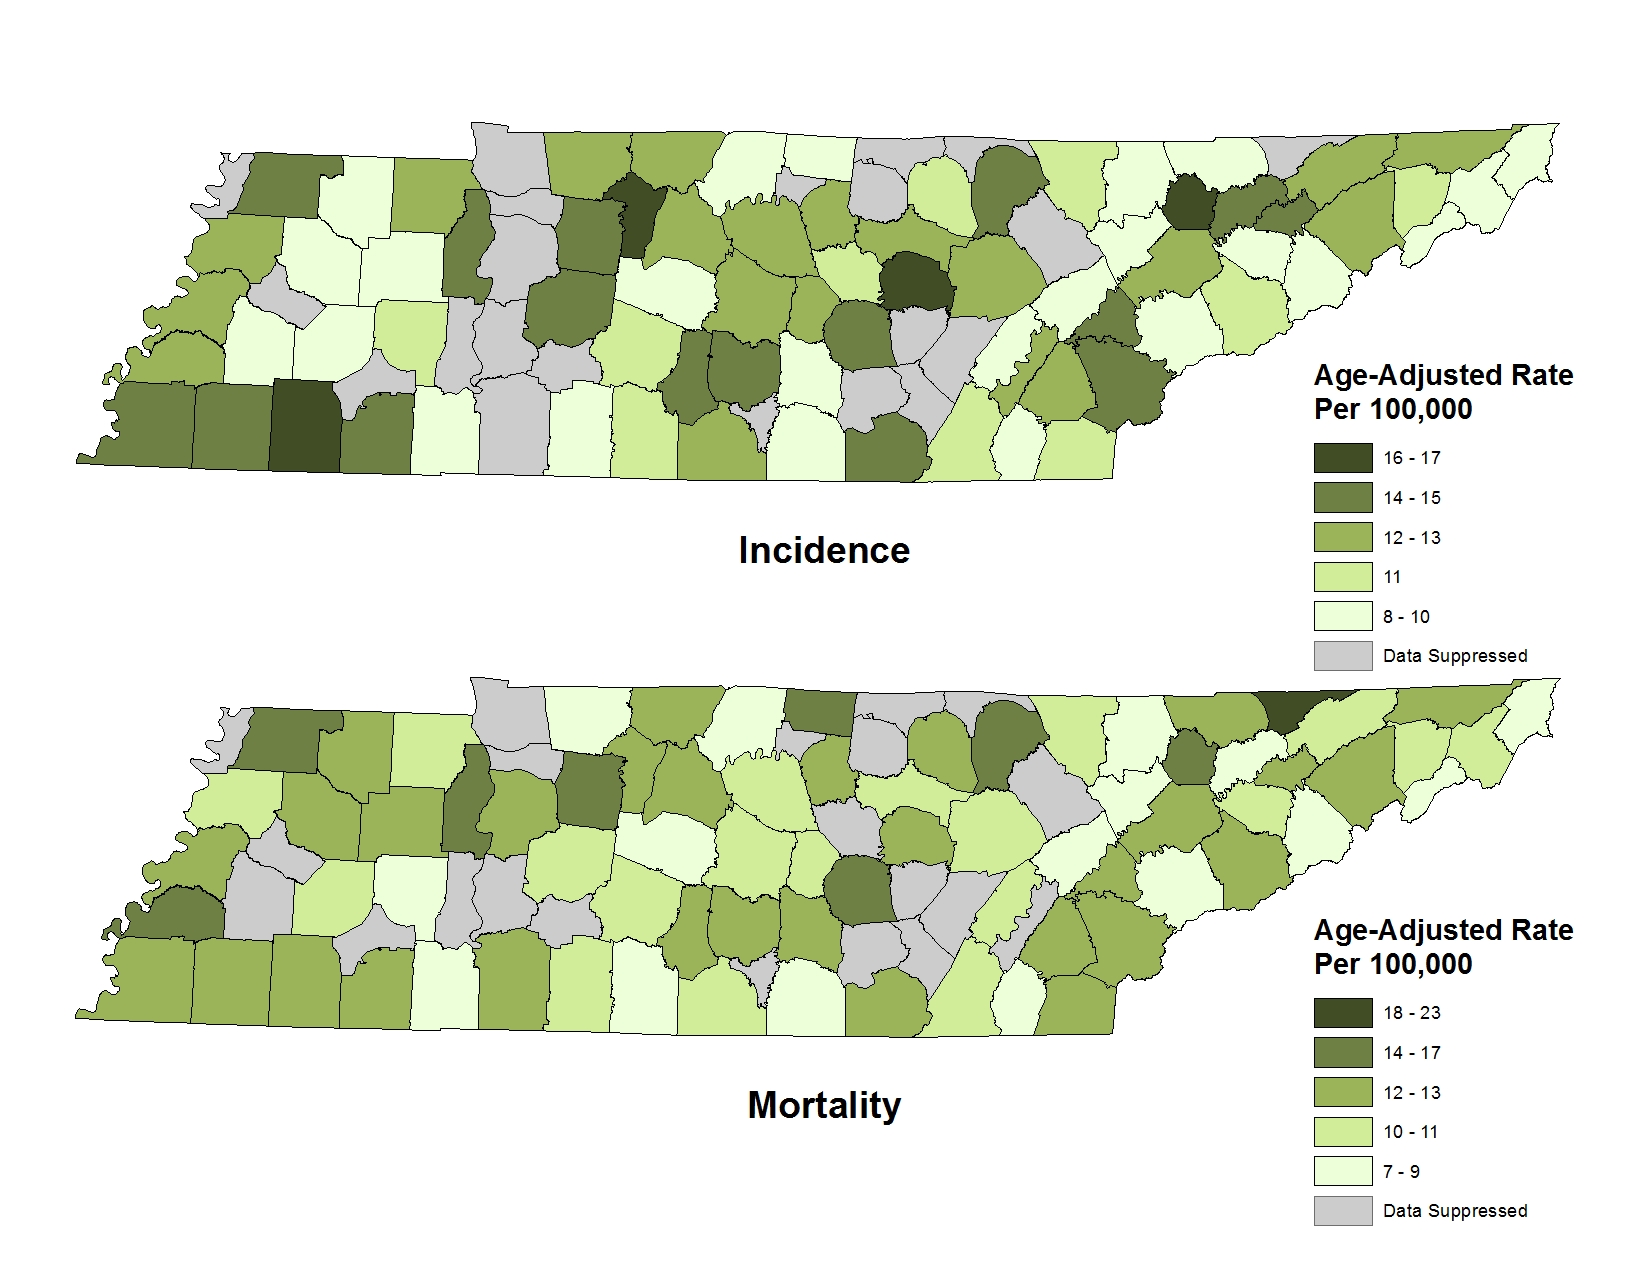 Age-Adjusted Rate
Per 100,000
16 - 17
14 - 15
12 - 13
11
8 - 10
Data Suppressed
Incidence
Age-Adjusted Rate
Per 100,000
18 - 23
14 - 17
12 - 13
10 - 11
7 - 9
Data Suppressed
Mortality